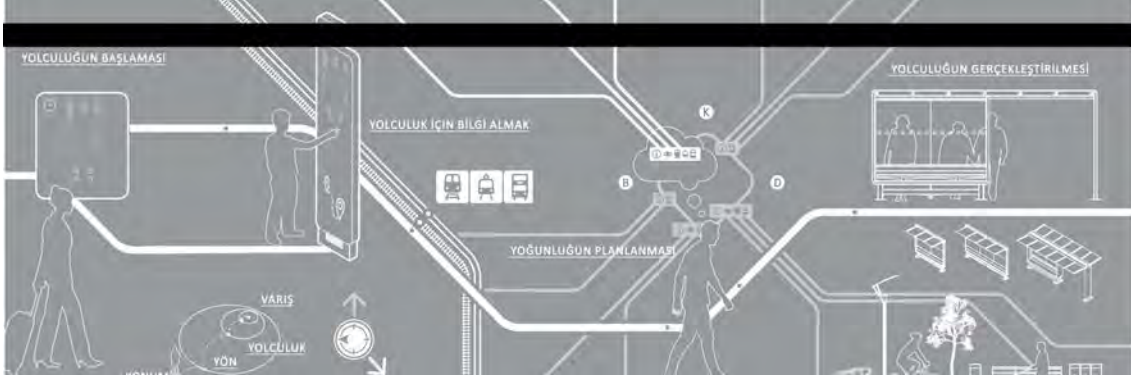 YOLCULUĞUN BAŞLAMASI
YOLCULUK İÇİN BİLGİ ALMAK
K
B
D
YOLCULUĞUN GERÇEKLEŞTİRİLMESİ
YOĞUNLUĞUN PLANLANMASI
VARIŞ
YOLCULUK
YÖN